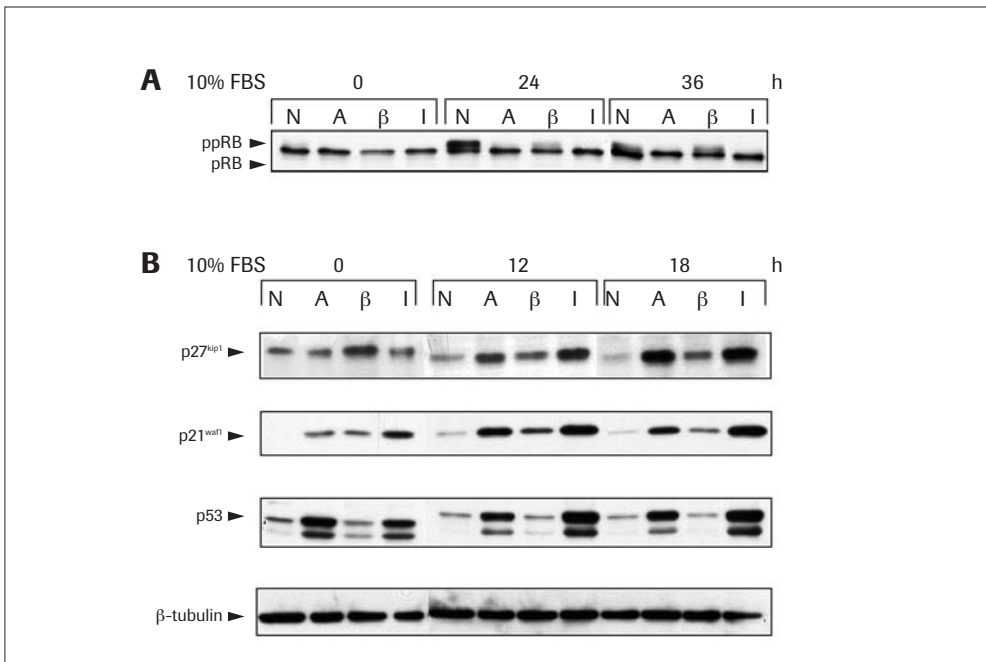 A 10% FBS 0 24 36 h
N A β I N A β I N A β I
ppRB
pRB
B 10% FBS 0 12 18 h
N A β I N A β I N A β I
p27kip1
p21waf1
p53
β-tubulin